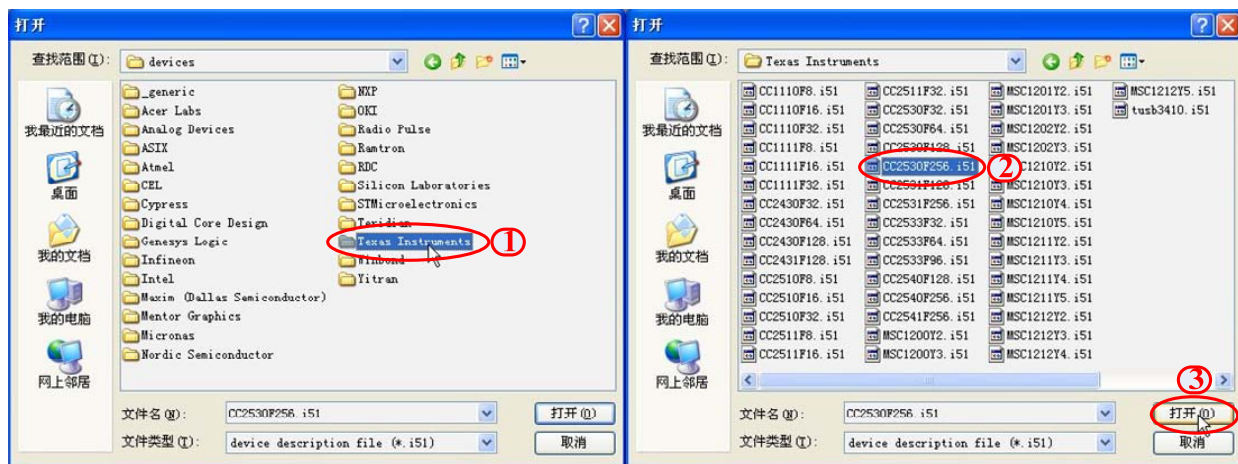 打开
查找范围(I):
devices
我最近的文档
桌面
我的文档
我的电脑
网上邻居
_generic
Acer Labs
Analog Devices
ASIX
Atmel
CEL
Cypress
Digital Core Design
Genesys Logic
Infineon
Intel
Maxim (Dallas Semiconductor)
Mentor Graphics
Micronas
Nordic Semiconductor
NXP
OKI
Radio Pulse
Ramtron
RDC
Silicon Laboratories
STMicroelectronics
Teridian
Texas Instruments
①
Winbond
Yitran
文件名(N):
CC2530F256.i51
打开(O)
文件类型(T):
device description file (*.i51)
取消
打开
查找范围(I):
Texas Instruments
我最近的文档
桌面
我的文档
我的电脑
网上邻居
CC1110F8.i51
CC1110F16.i51
CC1110F32.i51
CC1111F8.i51
CC1111F16.i51
CC1111F32.i51
CC2430F32.i51
CC2430F64.i51
CC2430F128.i51
CC2431F128.i51
CC2510F8.i51
CC2510F16.i51
CC2510F32.i51
CC2511F8.i51
CC2511F16.i51
CC2511F32.i51
CC2530F32.i51
CC2530F64.i51
CC2530F128.i51
CC2530F256.i51
②
CC2531F128.i51
CC2531F256.i51
CC2533F32.i51
CC2533F64.i51
CC2533F96.i51
CC2540F128.i51
CC2540F256.i51
CC2541F256.i51
MSC1200Y2.i51
MSC1200Y3.i51
MSC1201Y2.i51
MSC1201Y3.i51
MSC1202Y2.i51
MSC1202Y3.i51
MSC1210Y2.i51
MSC1210Y3.i51
MSC1210Y4.i51
MSC1210Y5.i51
MSC1211Y2.i51
MSC1211Y3.i51
MSC1211Y4.i51
MSC1211Y5.i51
MSC1212Y2.i51
MSC1212Y3.i51
MSC1212Y4.i51
MSC1212Y5.i51
tusb3410.i51
③
文件名(N):
CC2530F256.i51
打开(O)
文件类型(T):
device description file (*.i51)
取消